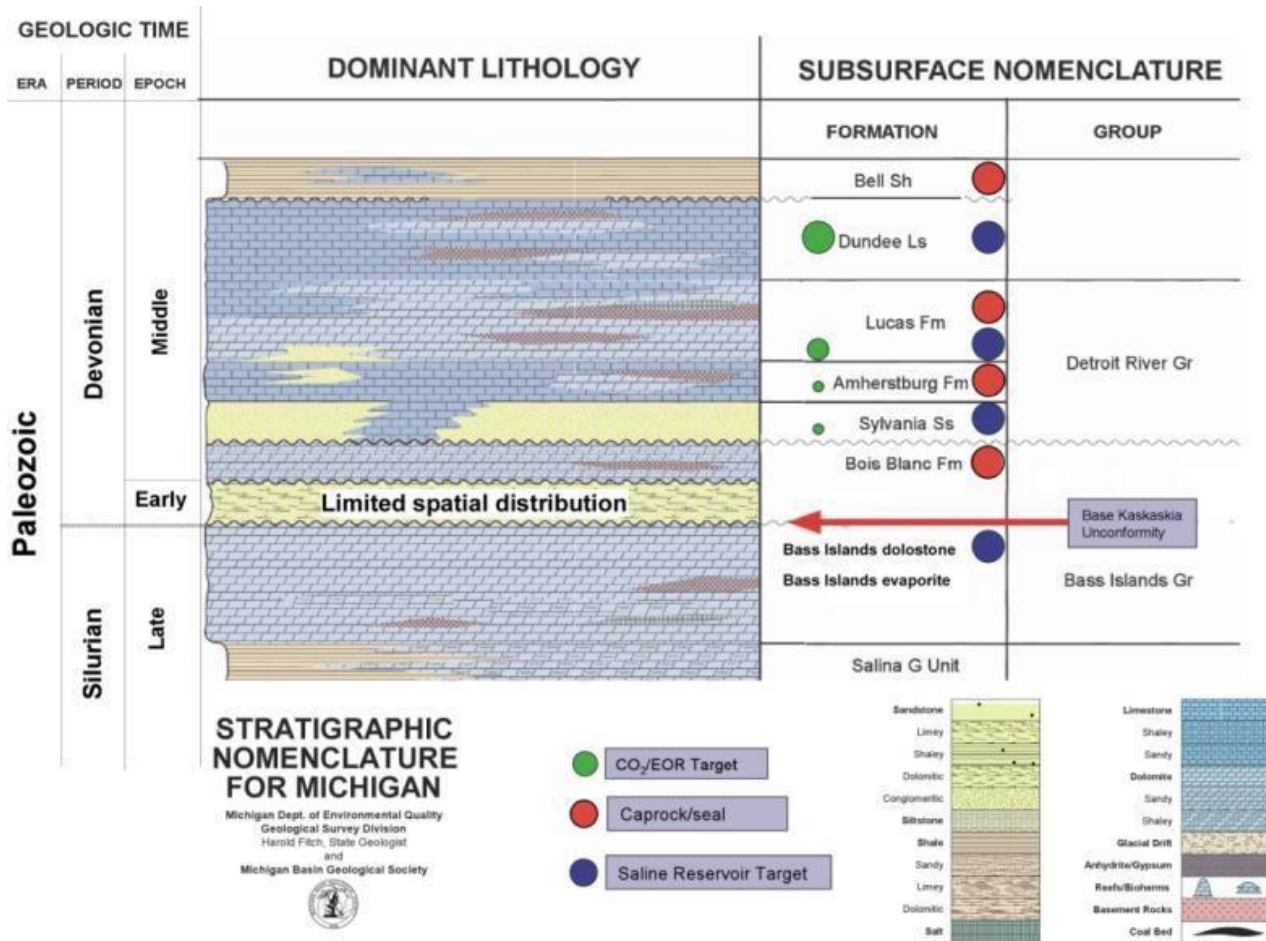 GEOLOGIC TIME
ERA
PERIOD
EPOCH
DOMINANT LITHOLOGY
SUBSURFACE NOMENCLATURE
FORMATION
GROUP
Paleozoic
Devonian
Silurian
Middle
Early
Late
Limited spatial distribution
Bell Sh
Dundee Ls
Lucas Fm
Amherstburg Fm
Sylvania Ss
Bois Blanc Fm
Bass Islands dolostone
Bass Islands evaporite
Salina G Unit
Detroit River Gr
Base Kaskaskia
Unconformity
Bass Islands Gr
STRATIGRAPHIC
NOMENCLATURE
FOR MICHIGAN
Michigan Dept. of Environmental Quality
Geological Survey Division
Harold Fitch, State Geologist
and
Michigan Basin Geological Society
CO₂/EOR Target
Caprock/seal
Saline Reservoir Target
Sandstone
Limey
Shaley
Dolomitic
Conglomeritic
Siltstone
Shale
Sandy
Limey
Dolomitic
Salt
Limestone
Shaley
Sandy
Dolomite
Sandy
Shaley
Glacial Drift
Anhydrite/Gypsum
Reefs/Bioherms
Basement Rocks
Coal Bed